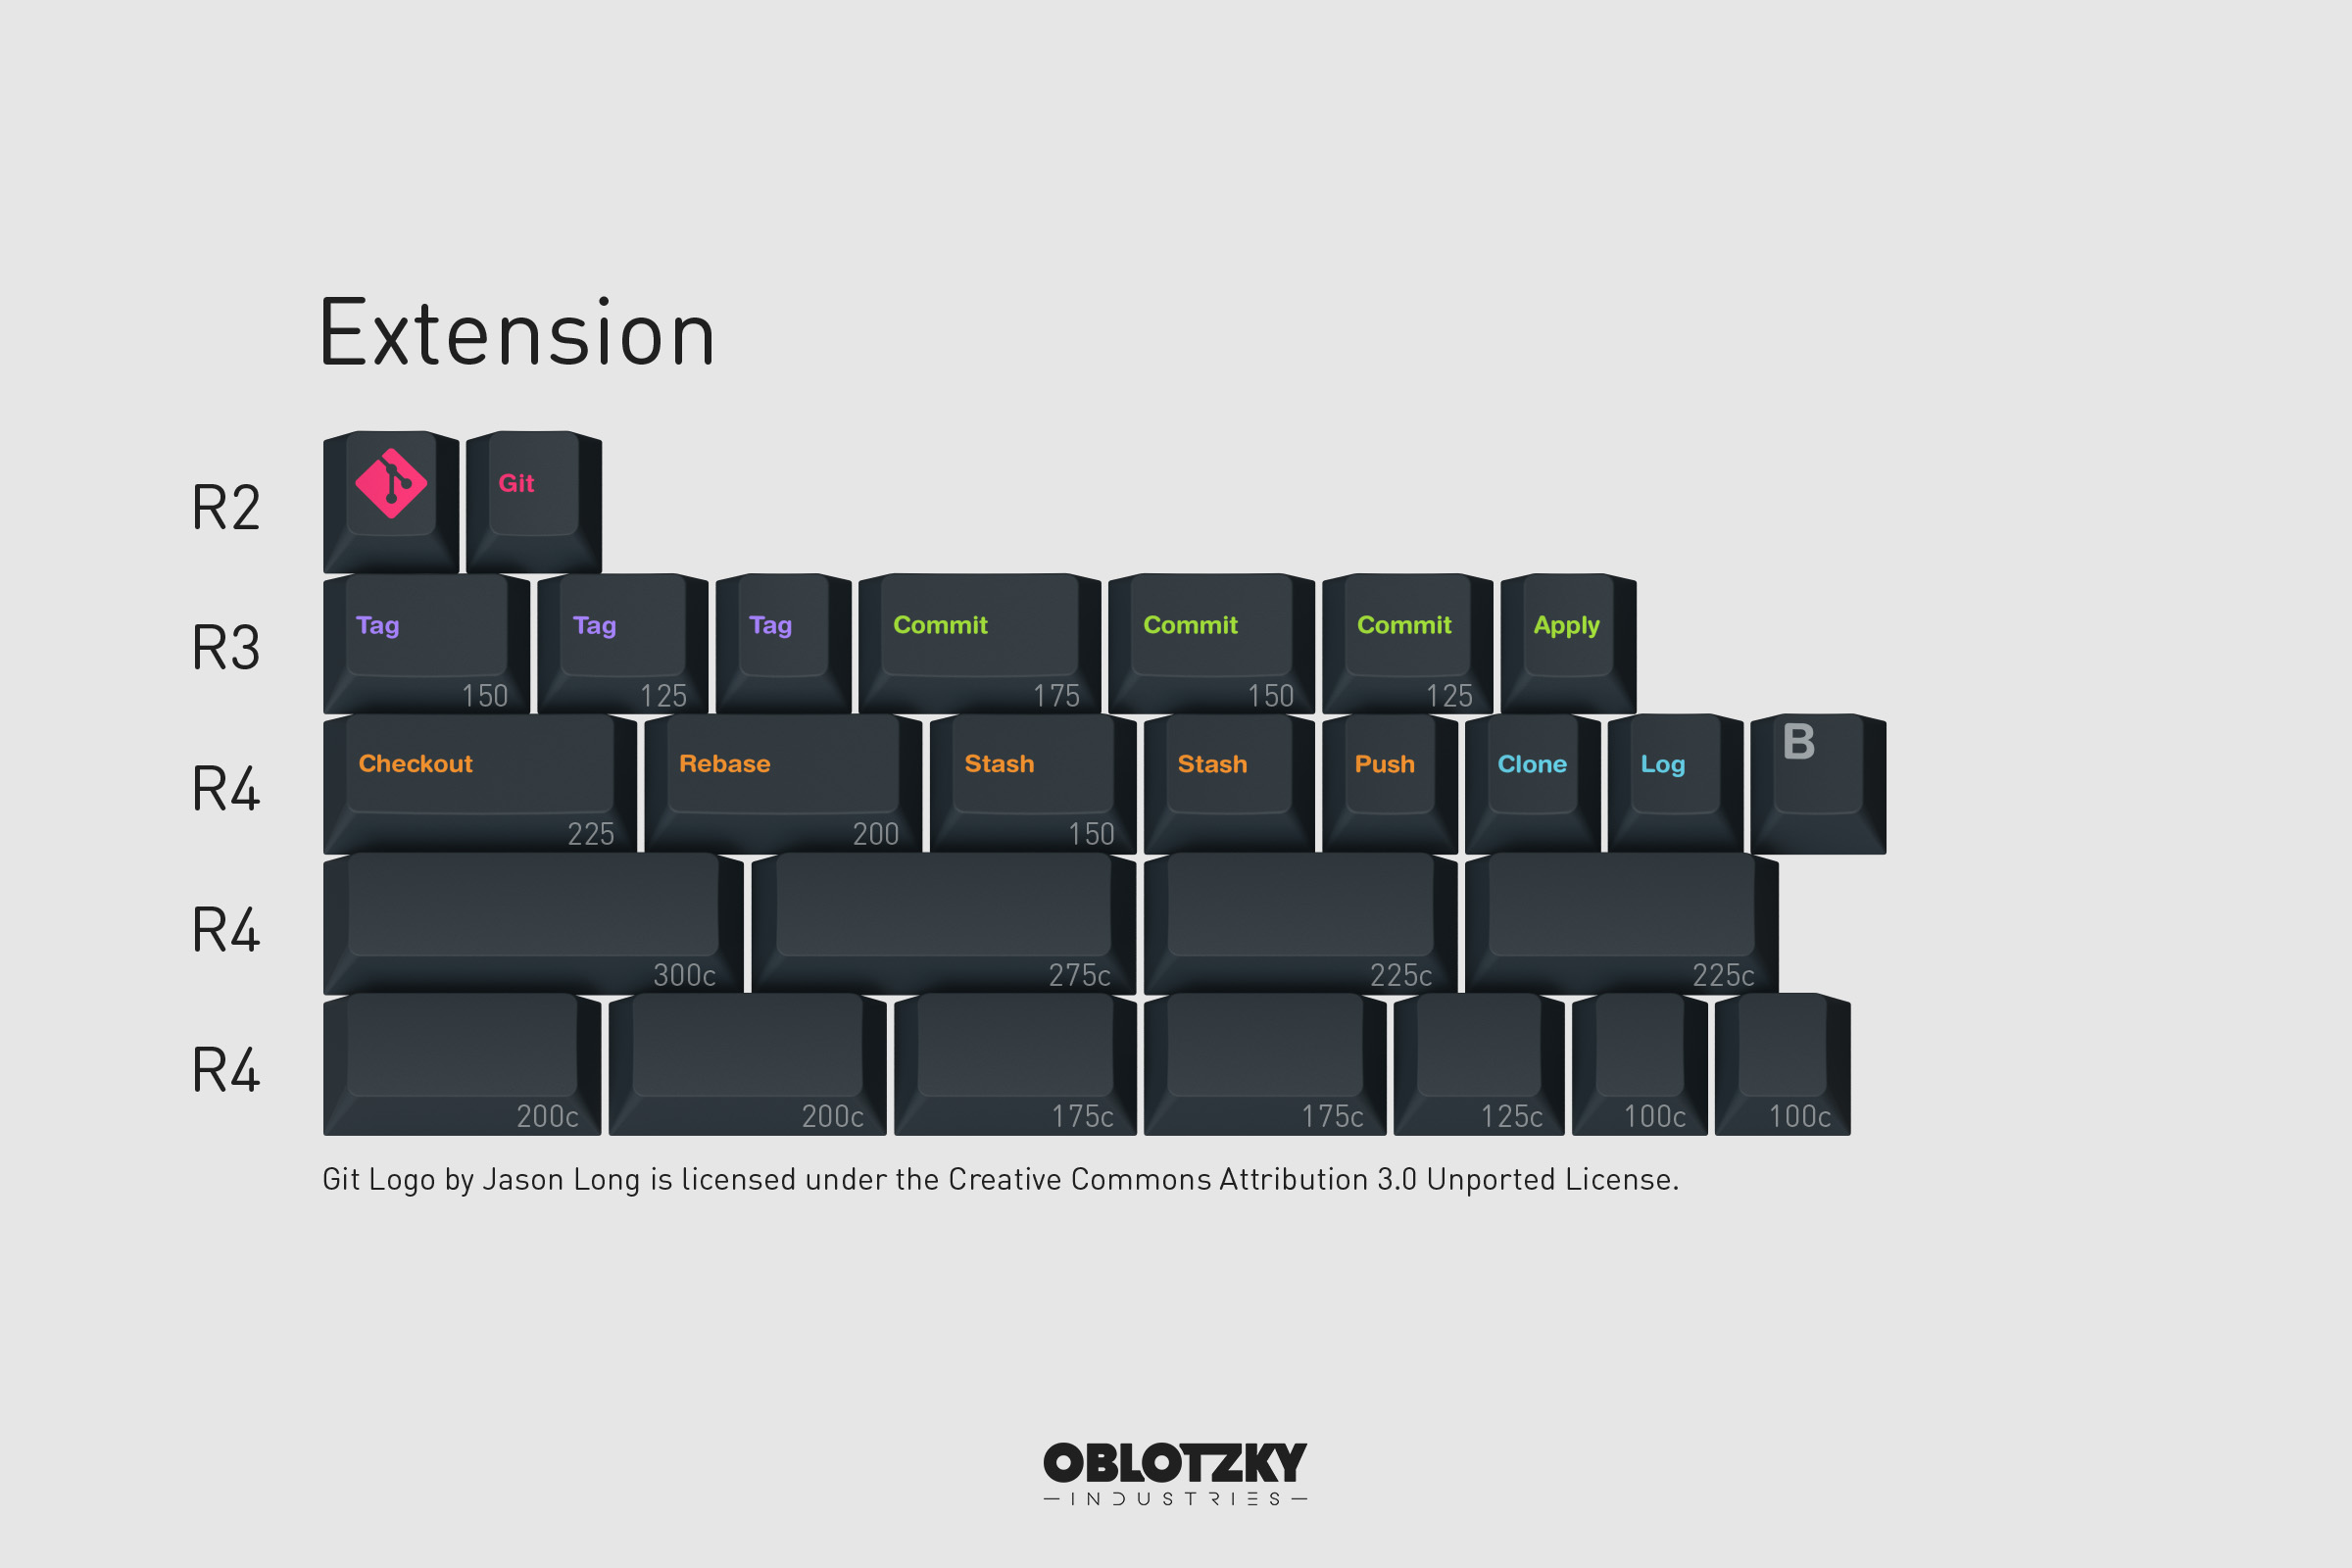 Extension
R2
Git
R3
Tag
150
Tag
125
Tag
Commit
175
Commit
150
Commit
125
Apply
R4
Checkout
225
Rebase
200
Stash
150
Stash
Push
Clone
Log
B
R4
300c
275c
225c
225c
R4
200c
200c
175c
175c
125c
100c
100c
Git Logo by Jason Long is licensed under the Creative Commons Attribution 3.0 Unported License.
OBLOTZKY
INDUSTRIES